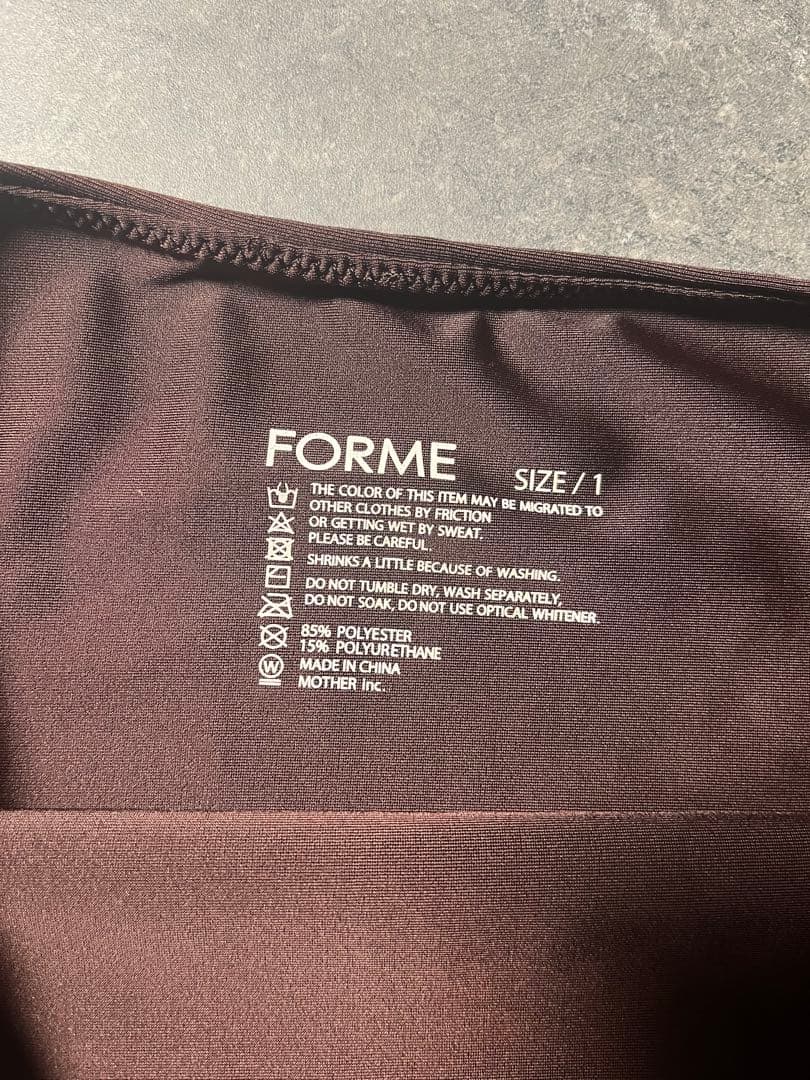 FORME
SIZE / 1
THE COLOR OF THIS ITEM MAY BE MIGRATED TO
OTHER CLOTHES BY FRICTION
OR GETTING WET BY SWEAT.
PLEASE BE CAREFUL.
SHRINKS A LITTLE BECAUSE OF WASHING.
DO NOT TUMBLE DRY, WASH SEPARATELY,
DO NOT SOAK, DO NOT USE OPTICAL WHITENER.
85% POLYESTER
15% POLYURETHANE
MADE IN CHINA
MOTHER Inc.
W